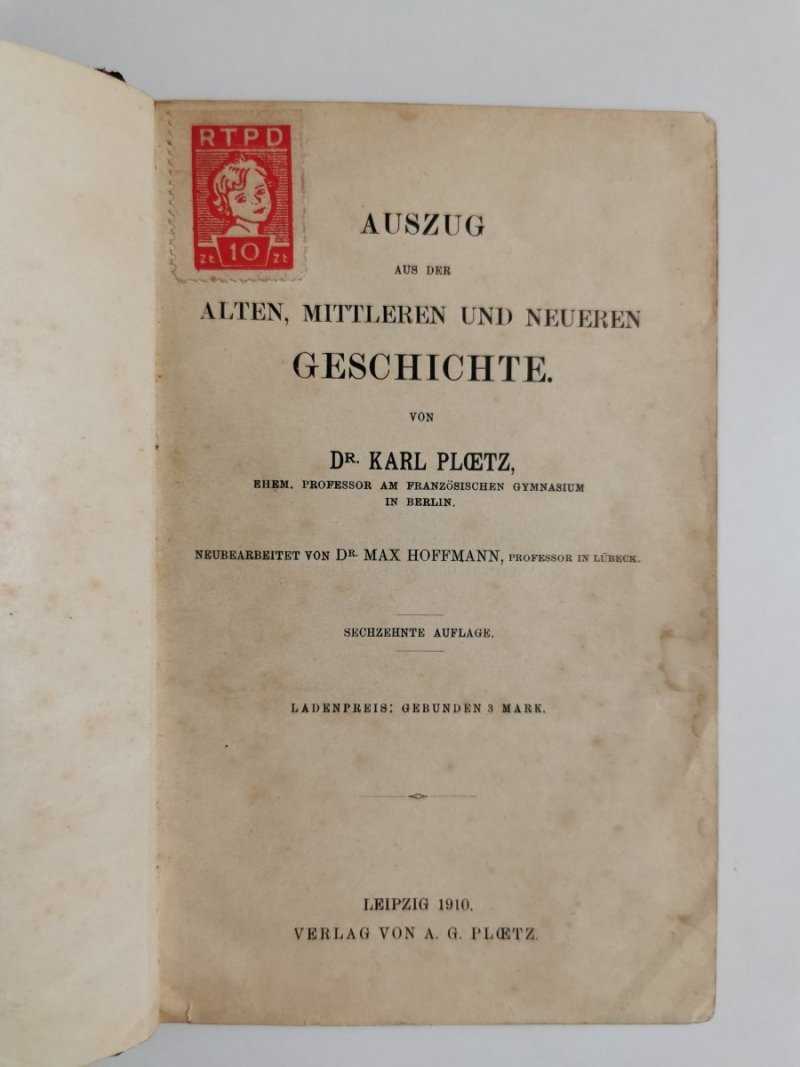 RTPD
10
zł zł
AUSZUG
AUS DER
ALTEN, MITTLEREN UND NEUEREN
GESCHICHTE.
VON
DR. KARL PLŒTZ,
EHEM. PROFESSOR AM FRANZÖSISCHEN GYMNASIUM
IN BERLIN.
NEUBEARBEITET VON DR. MAX HOFFMANN, PROFESSOR IN LÜBECK.
SECHZEHNTE AUFLAGE.
LADENPREIS: GEBUNDEN 3 MARK.
LEIPZIG 1910.
VERLAG VON A. G. PLŒTZ.